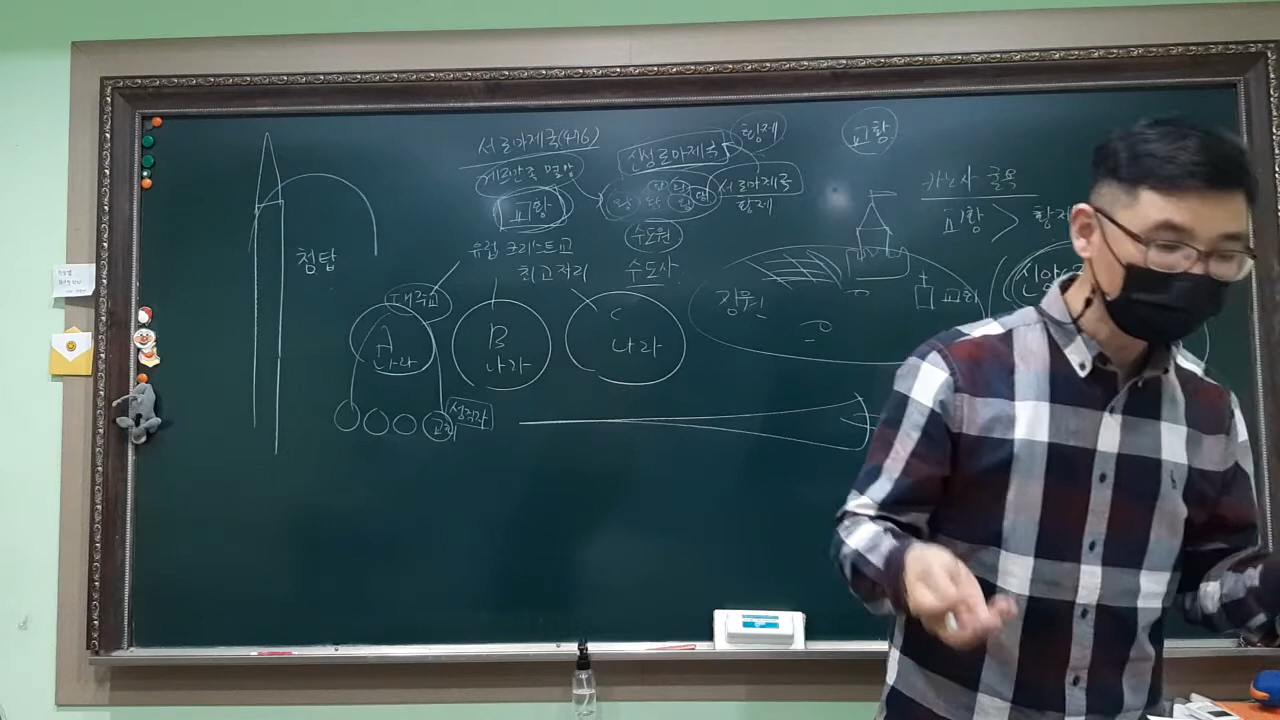 서로마제국(476)
게르만족 멸망
교황
유럽 크리스트교
최고 자리
신성로마제국
황제
서로마제국
황제
왕
수도원
수도사
교황
카노사 굴욕
교황 > 황제
신앙
첨탑
대주교
A
나라
B
나라
C
나라
교회
성직자
장원
교회